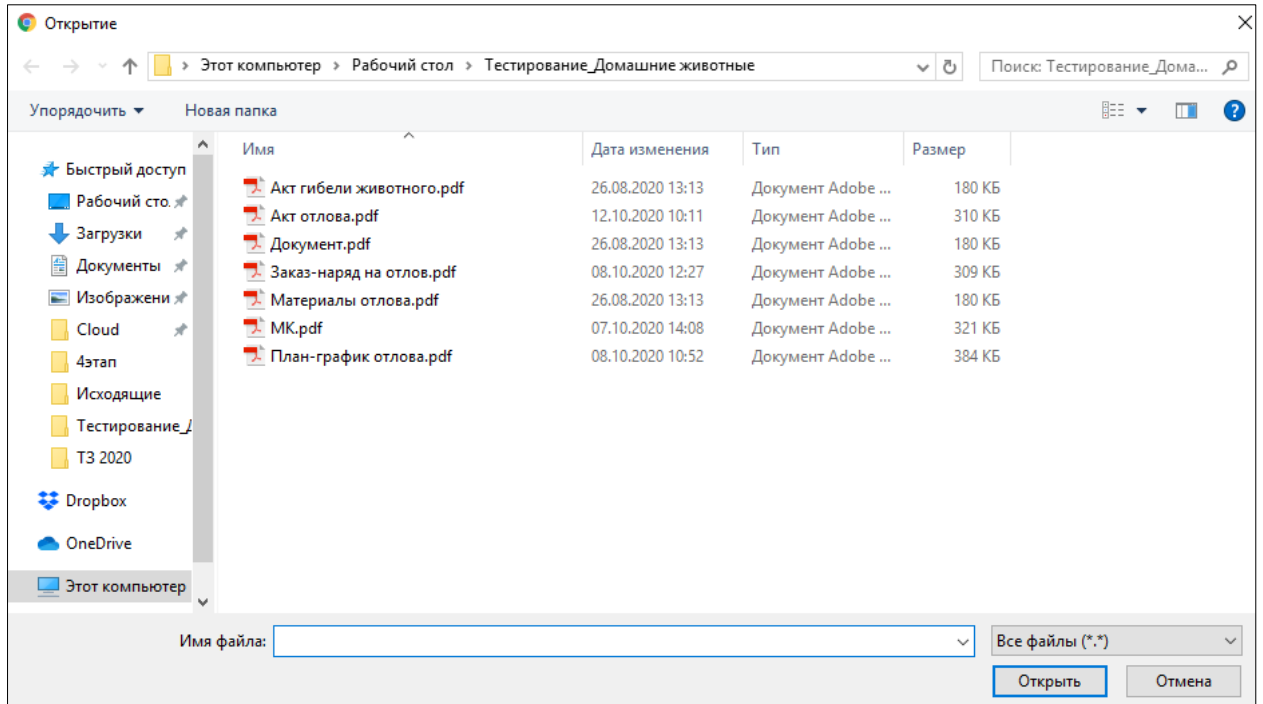 Открытие
Этот компьютер > Рабочий стол > Тестирование_Домашние животные
Поиск: Тестирование_Дома...
Упорядочить Новая папка
Имя Дата изменения Тип Размер
Быстрый доступ
Рабочий сто.
Загрузки
Документы
Изображени
Cloud
4этап
Исходящие
Тестирование_Д
ТЗ 2020
Dropbox
OneDrive
Этот компьютер
Акт гибели животного.pdf 26.08.2020 13:13 Документ Adobe ... 180 КБ
Акт отлова.pdf 12.10.2020 10:11 Документ Adobe ... 310 КБ
Документ.pdf 26.08.2020 13:13 Документ Adobe ... 180 КБ
Заказ-наряд на отлов.pdf 08.10.2020 12:27 Документ Adobe ... 309 КБ
Материалы отлова.pdf 26.08.2020 13:13 Документ Adobe ... 180 КБ
МК.pdf 07.10.2020 14:08 Документ Adobe ... 321 КБ
План-график отлова.pdf 08.10.2020 10:52 Документ Adobe ... 384 КБ
Имя файла: Все файлы (*.*)
Открыть Отмена